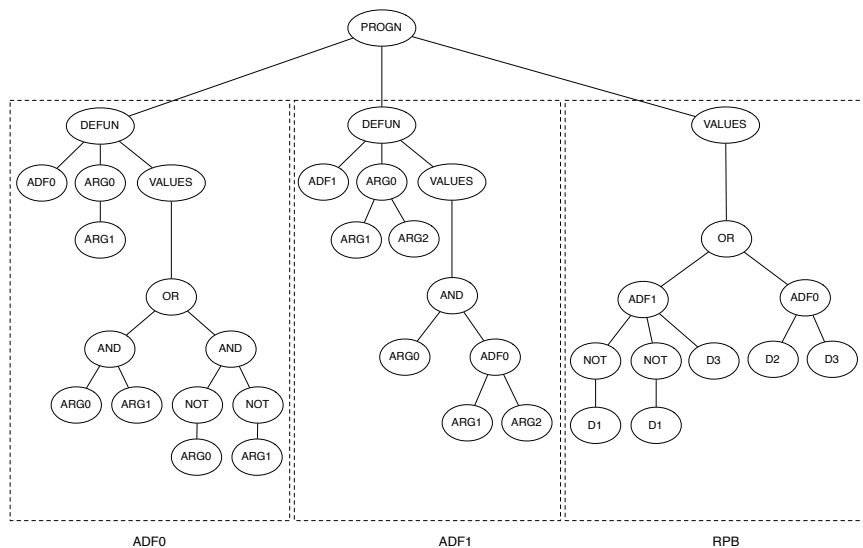 PROGN
DEFUN DEFUN VALUES
ADF0 ARG0 VALUES ADF1 ARG0 VALUES
ARG1 ARG1 ARG2 OR
OR AND ADF1 ADF0
AND AND ARG0 ADF0 NOT NOT D3 D2 D3
ARG0 ARG1 NOT NOT ARG1 ARG2 D1 D1
ARG0 ARG1
ADF0 ADF1 RPB